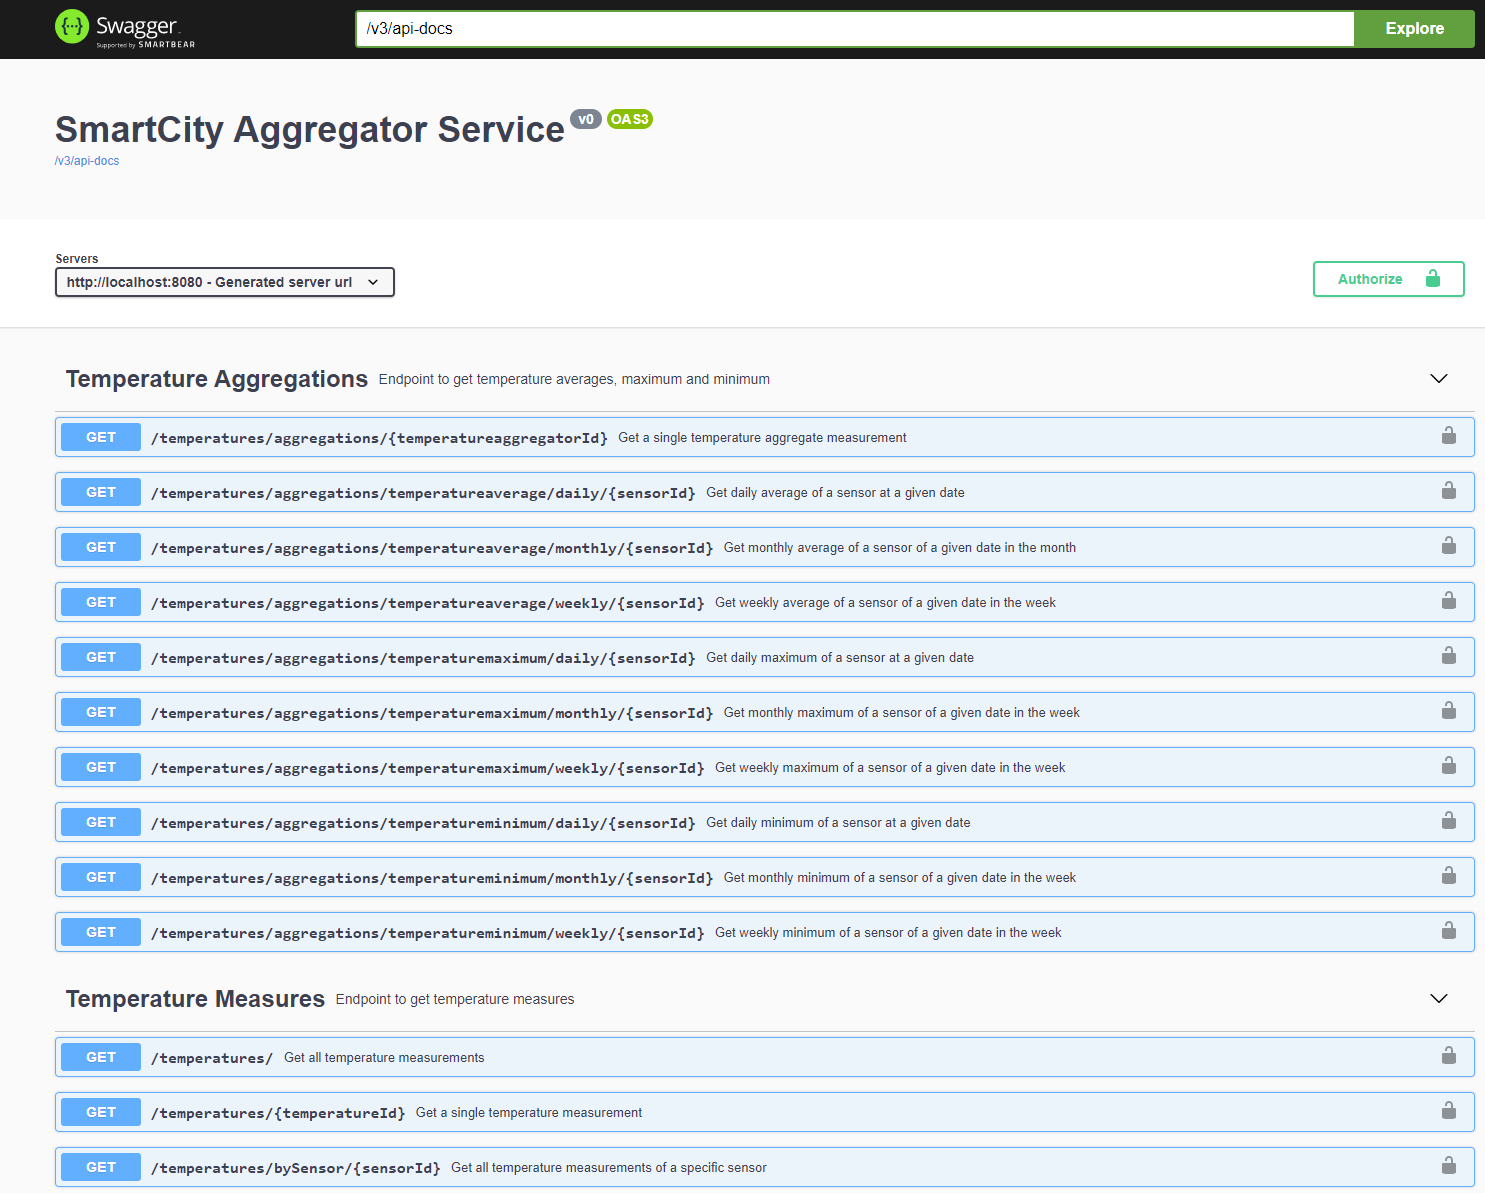 Swagger
Supported by SMARTBEAR
/v3/api-docs
Explore
SmartCity Aggregator Service v0 OAS3
/v3/api-docs
Servers
http://localhost:8080 - Generated server url
Authorize
Temperature Aggregations Endpoint to get temperature averages, maximum and minimum
GET /temperatures/aggregations/{temperatureaggregatorId} Get a single temperature aggregate measurement
GET /temperatures/aggregations/temperatureaverage/daily/{sensorId} Get daily average of a sensor at a given date
GET /temperatures/aggregations/temperatureaverage/monthly/{sensorId} Get monthly average of a sensor of a given date in the month
GET /temperatures/aggregations/temperatureaverage/weekly/{sensorId} Get weekly average of a sensor of a given date in the week
GET /temperatures/aggregations/temperaturemaximum/daily/{sensorId} Get daily maximum of a sensor at a given date
GET /temperatures/aggregations/temperaturemaximum/monthly/{sensorId} Get monthly maximum of a sensor of a given date in the week
GET /temperatures/aggregations/temperaturemaximum/weekly/{sensorId} Get weekly maximum of a sensor of a given date in the week
GET /temperatures/aggregations/temperatureminimum/daily/{sensorId} Get daily minimum of a sensor at a given date
GET /temperatures/aggregations/temperatureminimum/monthly/{sensorId} Get monthly minimum of a sensor of a given date in the week
GET /temperatures/aggregations/temperatureminimum/weekly/{sensorId} Get weekly minimum of a sensor of a given date in the week
Temperature Measures Endpoint to get temperature measures
GET /temperatures/ Get all temperature measurements
GET /temperatures/{temperatureId} Get a single temperature measurement
GET /temperatures/bySensor/{sensorId} Get all temperature measurements of a specific sensor